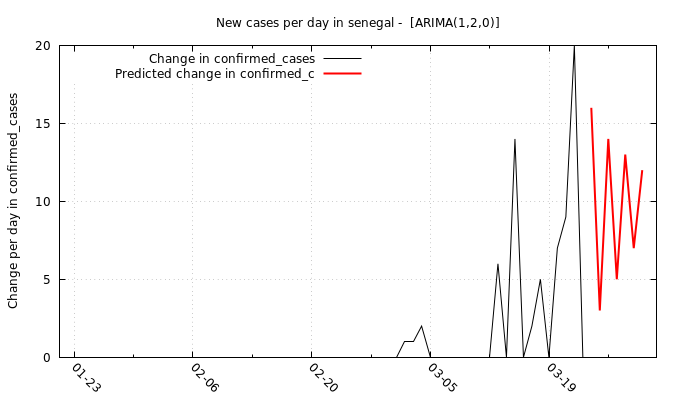 New cases per day in senegal -  [ARIMA(1,2,0)]
Change in confirmed_cases
Predicted change in confirmed_c
Change per day in confirmed_cases
20
15
10
5
0
01-23
02-06
02-20
03-05
03-19